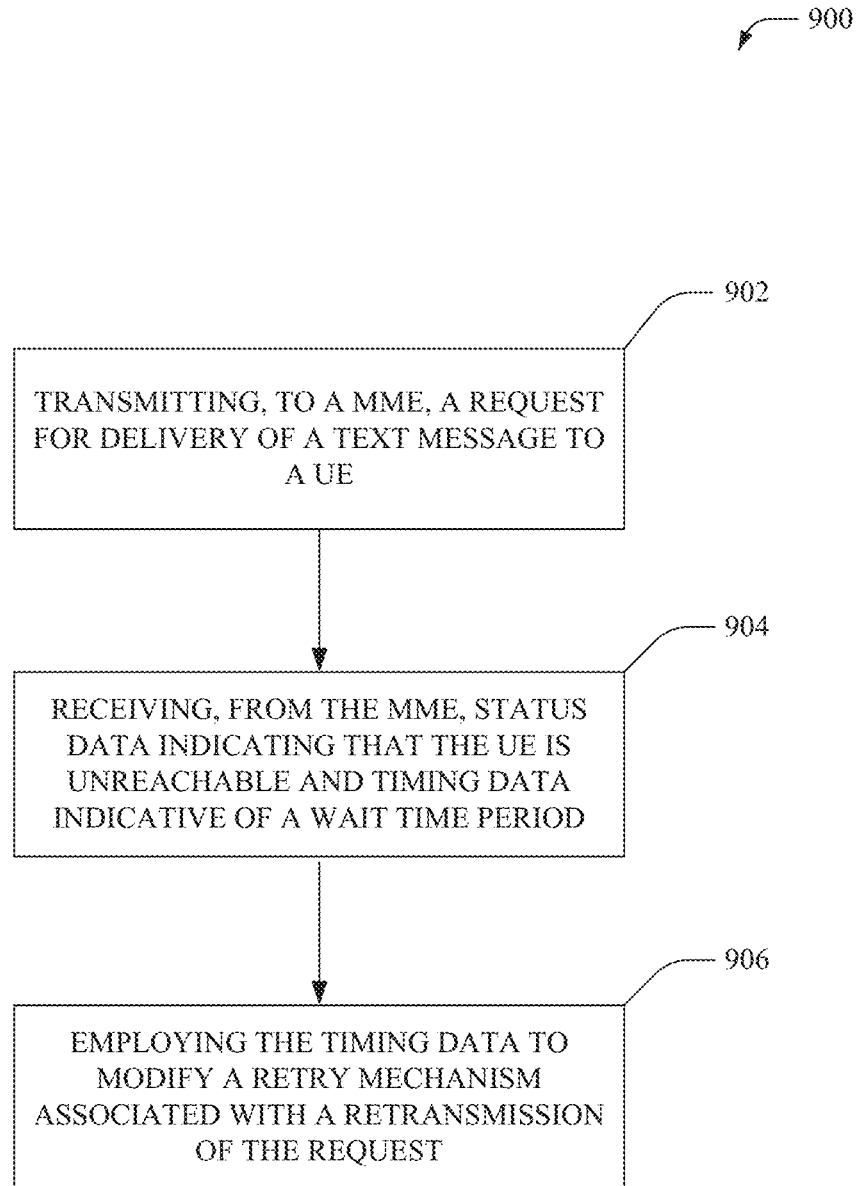 900
902
TRANSMITTING, TO A MME, A REQUEST
FOR DELIVERY OF A TEXT MESSAGE TO
A UE
904
RECEIVING, FROM THE MME, STATUS
DATA INDICATING THAT THE UE IS
UNREACHABLE AND TIMING DATA
INDICATIVE OF A WAIT TIME PERIOD
906
EMPLOYING THE TIMING DATA TO
MODIFY A RETRY MECHANISM
ASSOCIATED WITH A RETRANSMISSION
OF THE REQUEST